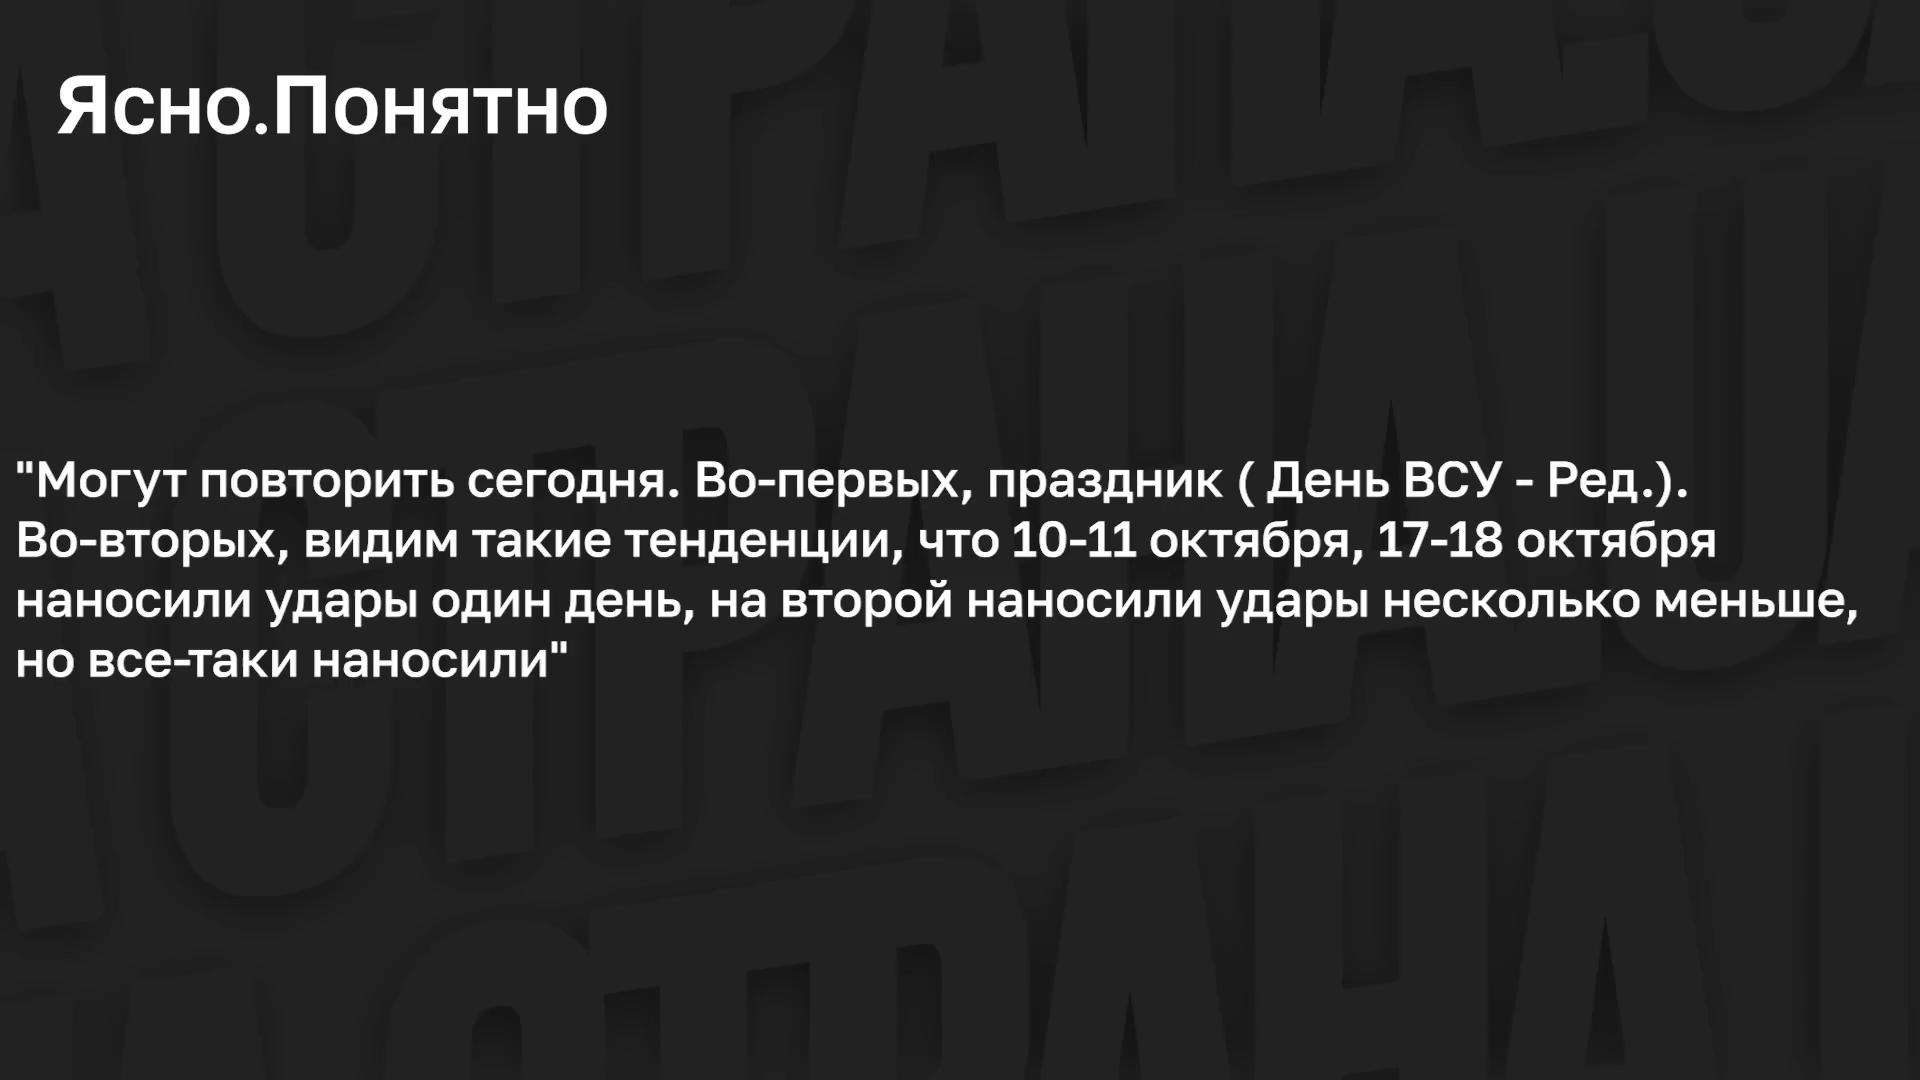 Ясно.Понятно
"Могут повторить сегодня. Во-первых, праздник ( День ВСУ - Ред.).
Во-вторых, видим такие тенденции, что 10-11 октября, 17-18 октября
наносили удары один день, на второй наносили удары несколько меньше,
но все-таки наносили"